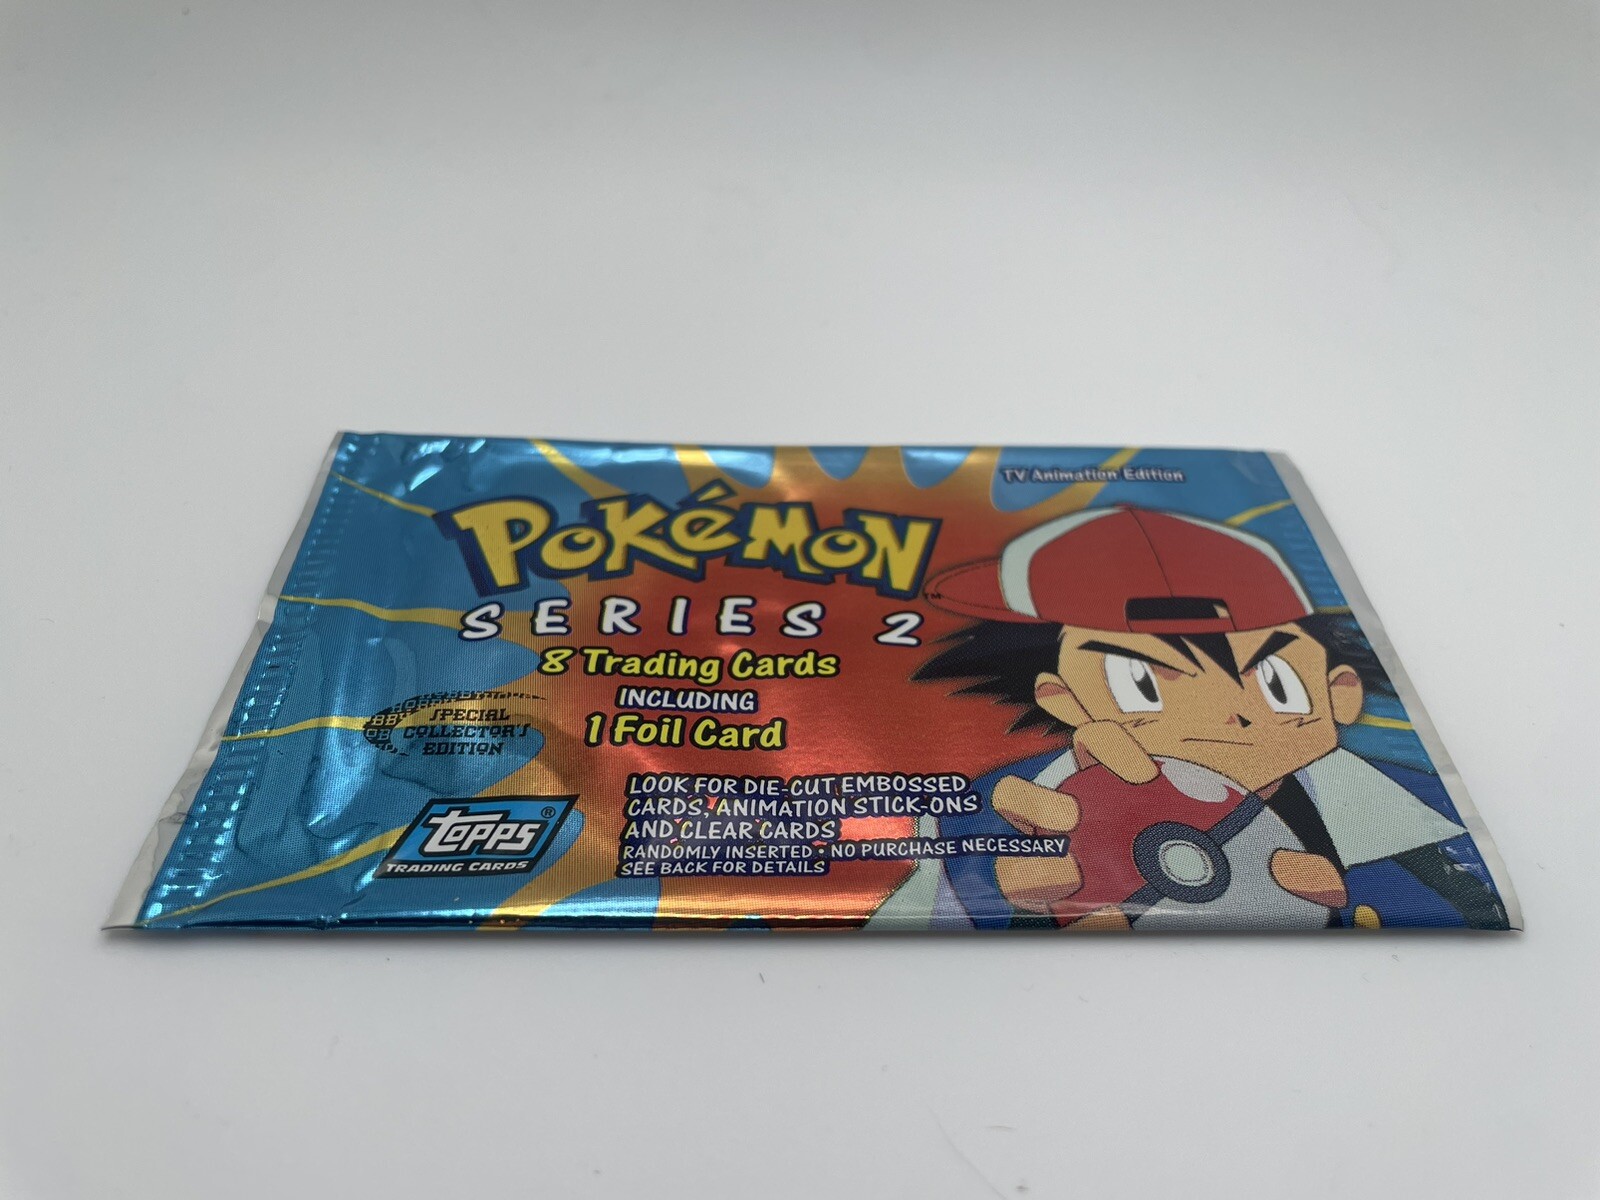 TV Animation Edition
POKéMON™
SERIES 2
8 Trading Cards
INCLUDING
1 Foil Card
SPECIAL
COLLECTOR'S
EDITION
LOOK FOR DIE-CUT EMBOSSED
CARDS, ANIMATION STICK-ONS
AND CLEAR CARDS
RANDOMLY INSERTED • NO PURCHASE NECESSARY
SEE BACK FOR DETAILS
topps®
TRADING CARDS